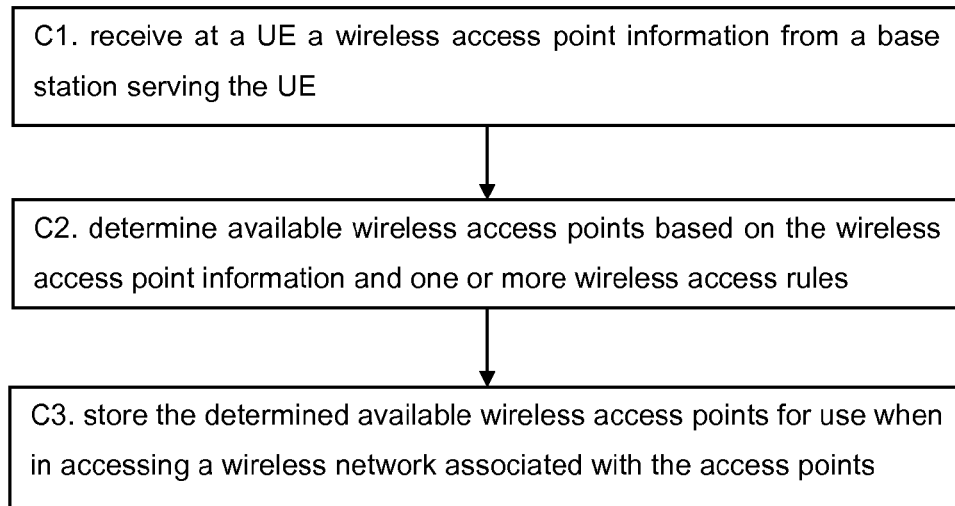 C1. receive at a UE a wireless access point information from a base
station serving the UE
C2. determine available wireless access points based on the wireless
access point information and one or more wireless access rules
C3. store the determined available wireless access points for use when
in accessing a wireless network associated with the access points